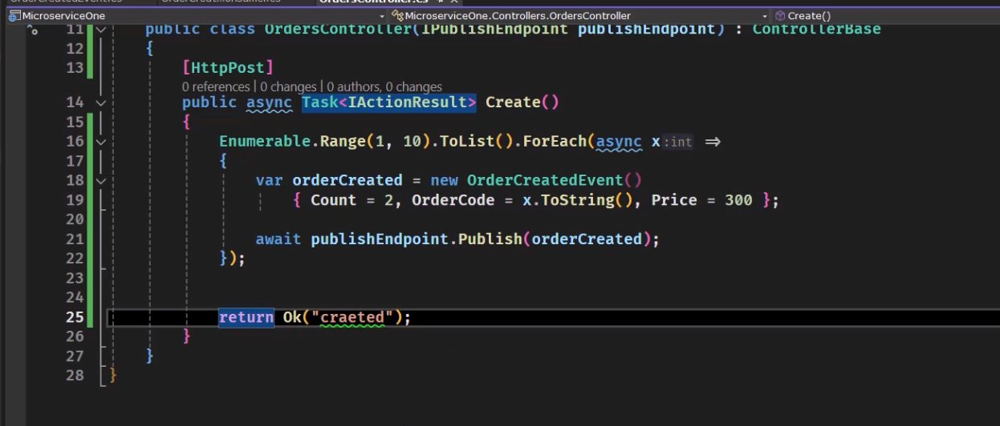 OrdersController.cs
MicroserviceOne MicroserviceOne.Controllers.OrdersController Create()
11 public class OrdersController(IPublishEndpoint publishEndpoint) : ControllerBase
12 {
13 [HttpPost]
0 references | 0 changes | 0 authors, 0 changes
14 public async Task<IActionResult> Create()
15 {
16 Enumerable.Range(1, 10).ToList().ForEach(async x:int =>
17 {
18 var orderCreated = new OrderCreatedEvent()
19 { Count = 2, OrderCode = x.ToString(), Price = 300 };
20
21 await publishEndpoint.Publish(orderCreated);
22 });
23
24
25 return Ok("craeted");
26 }
27 }
28 }